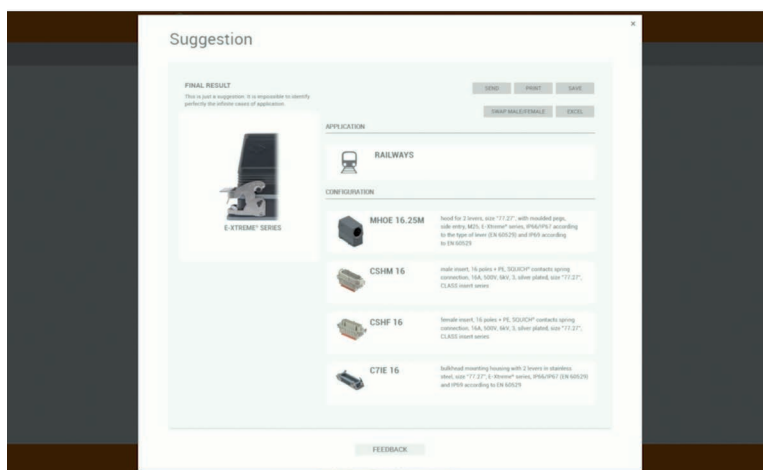 ×
Suggestion
FINAL RESULT
This is just a suggestion. It is impossible to identify
perfectly the infinite cases of application
SEND PRINT SAVE
SWAP MALE/FEMALE EXCEL
E-XTREME® SERIES
APPLICATION
RAILWAYS
CONFIGURATION
MHOE 16.25M
hood for 2 levers, size "77.27", with moulded pegs,
side entry, M25, E-Xtreme® series, IP66/IP67 according
to the type of lever (EN 60529) and IP69 according
to EN 60529
CSHM 16
male insert, 16 poles + PE, SQUICH® contacts spring
connection, 16A, 500V, 6kV, 3, silver plated, size "77.27",
CLASS insert series
CSHF 16
female insert, 16 poles + PE, SQUICH® contacts spring
connection, 16A, 500V, 6kV, 3, silver plated, size "77.27",
CLASS insert series
C7IE 16
bulkhead mounting housing with 2 levers in stainless
steel, size "77.27", E-Xtreme® series, IP66/IP67 (EN 60529)
and IP69 according to EN 60529
FEEDBACK